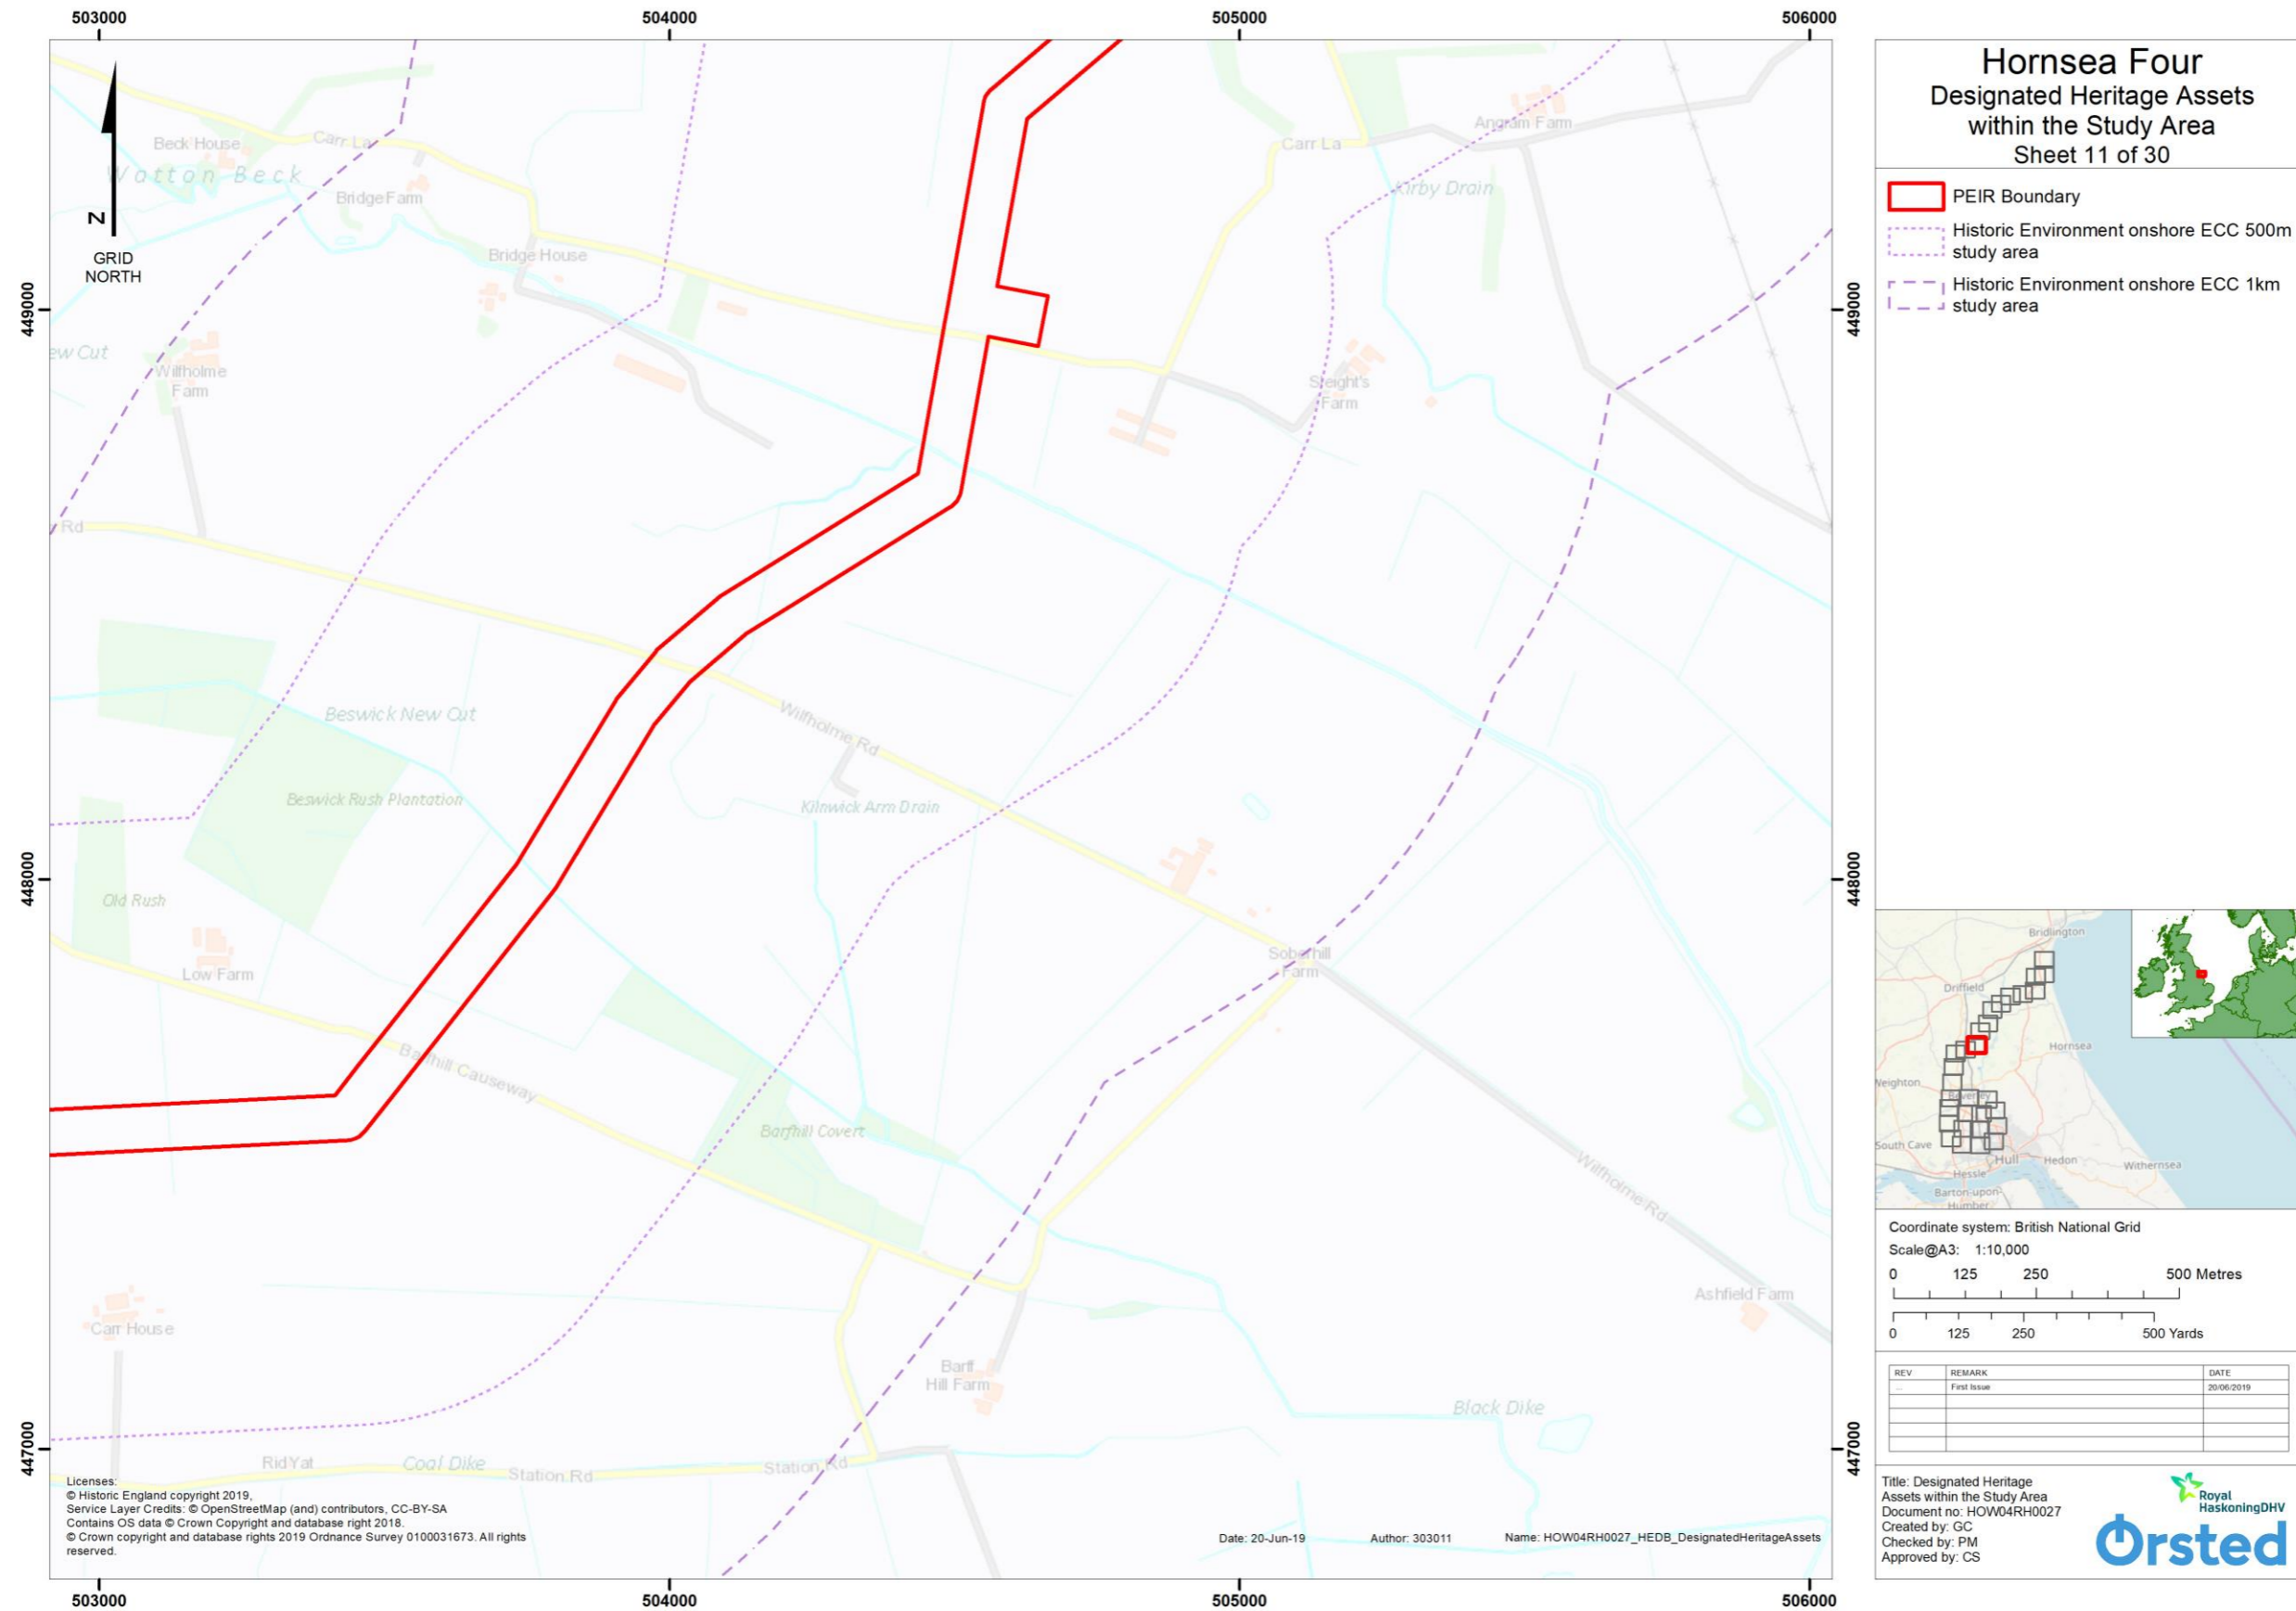 503000
504000
505000
506000
Hornsea Four
Designated Heritage Assets
within the Study Area
Sheet 11 of 30
PEIR Boundary
Historic Environment onshore ECC 500m
study area
Historic Environment onshore ECC 1km
study area
N
GRID
NORTH
449000
448000
447000
449000
448000
447000
Beck House
Carr La
Watton Beck
Bridge Farm
Bridge House
Carr La
Angram Farm
Kirby Drain
ew Cut
Wilfholme
Farm
Sleight's
Farm
Rd
Beswick New Cut
Wilfholme Rd
Beswick Rush Plantation
Kilnwick Arm Drain
Old Rush
Low Farm
Soberhill
Farm
Barfhill Causeway
Barfhill Covert
Wilfholme Rd
Ashfield Farm
Carr House
Barff
Hill Farm
Black Dike
Rid Yat
Coal Dike
Station Rd
Station Rd
Licenses:
© Historic England copyright 2019,
Service Layer Credits: © OpenStreetMap (and) contributors, CC-BY-SA
Contains OS data © Crown Copyright and database right 2018.
© Crown copyright and database rights 2019 Ordnance Survey 0100031673. All rights
reserved.
Date: 20-Jun-19
Author: 303011
Name: HOW04RH0027_HEDB_DesignatedHeritageAssets
503000
504000
505000
506000
Bridlington
Driffield
Hornsea
Weighton
Beverley
South Cave
Hull
Hedon
Withernsea
Hessle
Barton-upon-
Humber
Coordinate system: British National Grid
Scale@A3: 1:10,000
0 125 250 500 Metres
0 125 250 500 Yards
REV REMARK DATE
... First Issue 20/06/2019
Title: Designated Heritage
Assets within the Study Area
Document no: HOW04RH0027
Created by: GC
Checked by: PM
Approved by: CS
Royal
HaskoningDHV
Ørsted